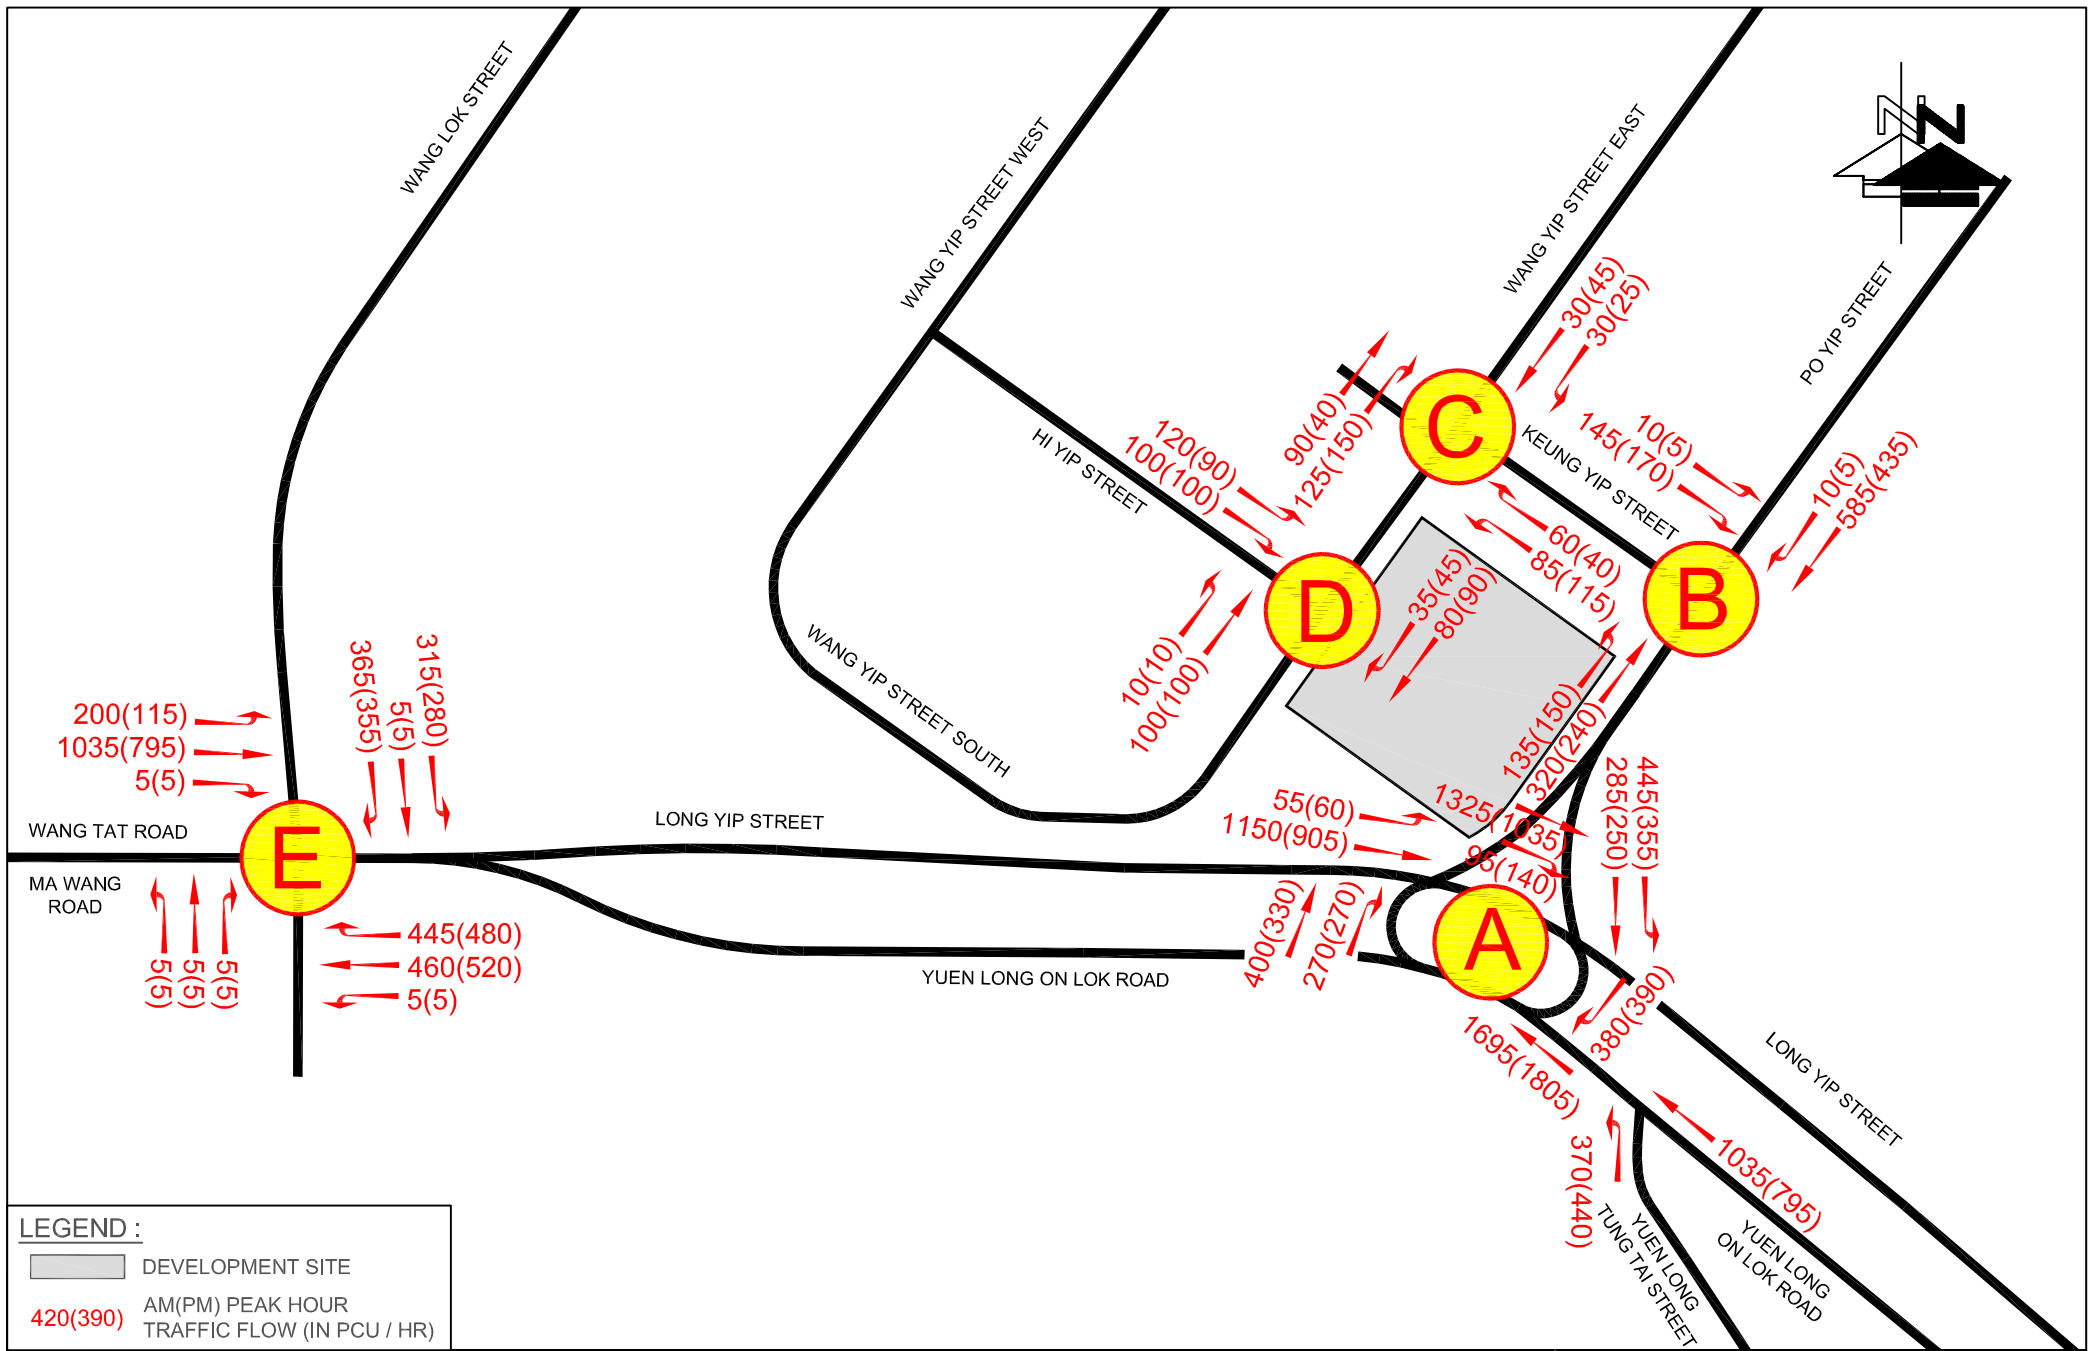 WANG LOK STREET
WANG YIP STREET WEST
WANG YIP STREET EAST
N
PO YIP STREET
30(45)
30(25)
90(40)
125(150)
C
KEUNG YIP STREET
10(5)
145(170)
10(5)
585(435)
HI YIP STREET
120(90)
100(100)
60(40)
85(115)
B
D
35(45)
80(90)
10(10)
100(100)
WANG YIP STREET SOUTH
135(150)
320(240)
365(355)
5(5)
315(280)
200(115)
1035(795)
5(5)
WANG TAT ROAD
MA WANG
ROAD
E
LONG YIP STREET
55(60)
1150(905)
1325(1035)
95(140)
285(250)
445(355)
5(5)
5(5)
5(5)
445(480)
460(520)
5(5)
YUEN LONG ON LOK ROAD
400(330)
270(270)
A
380(390)
1695(1805)
LONG YIP STREET
370(440)
1035(795)
YUEN LONG
TUNG TAI STREET
YUEN LONG
ON LOK ROAD
LEGEND :
DEVELOPMENT SITE
420(390)
AM(PM) PEAK HOUR
TRAFFIC FLOW (IN PCU / HR)